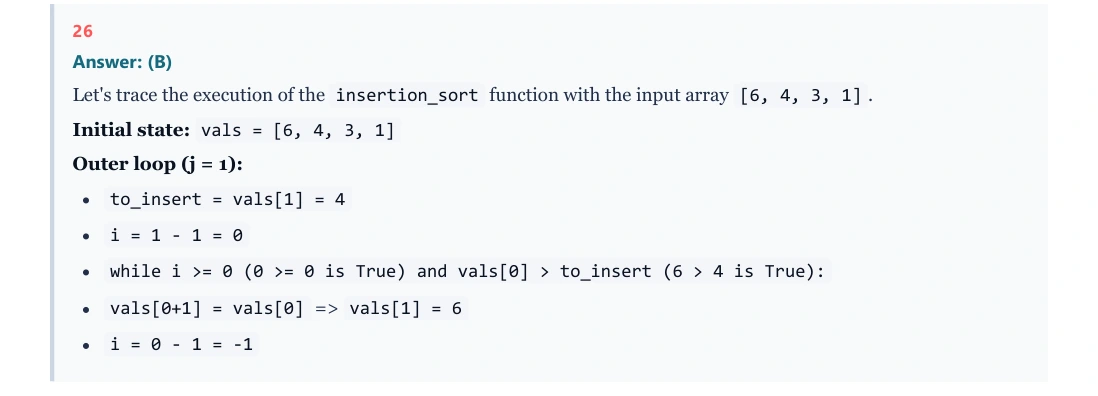 26
Answer: (B)
Let's trace the execution of the insertion_sort function with the input array [6, 4, 3, 1] .
Initial state: vals = [6, 4, 3, 1]
Outer loop (j = 1):
• to_insert = vals[1] = 4
• i = 1 - 1 = 0
• while i >= 0 (0 >= 0 is True) and vals[0] > to_insert (6 > 4 is True):
• vals[0+1] = vals[0] => vals[1] = 6
• i = 0 - 1 = -1